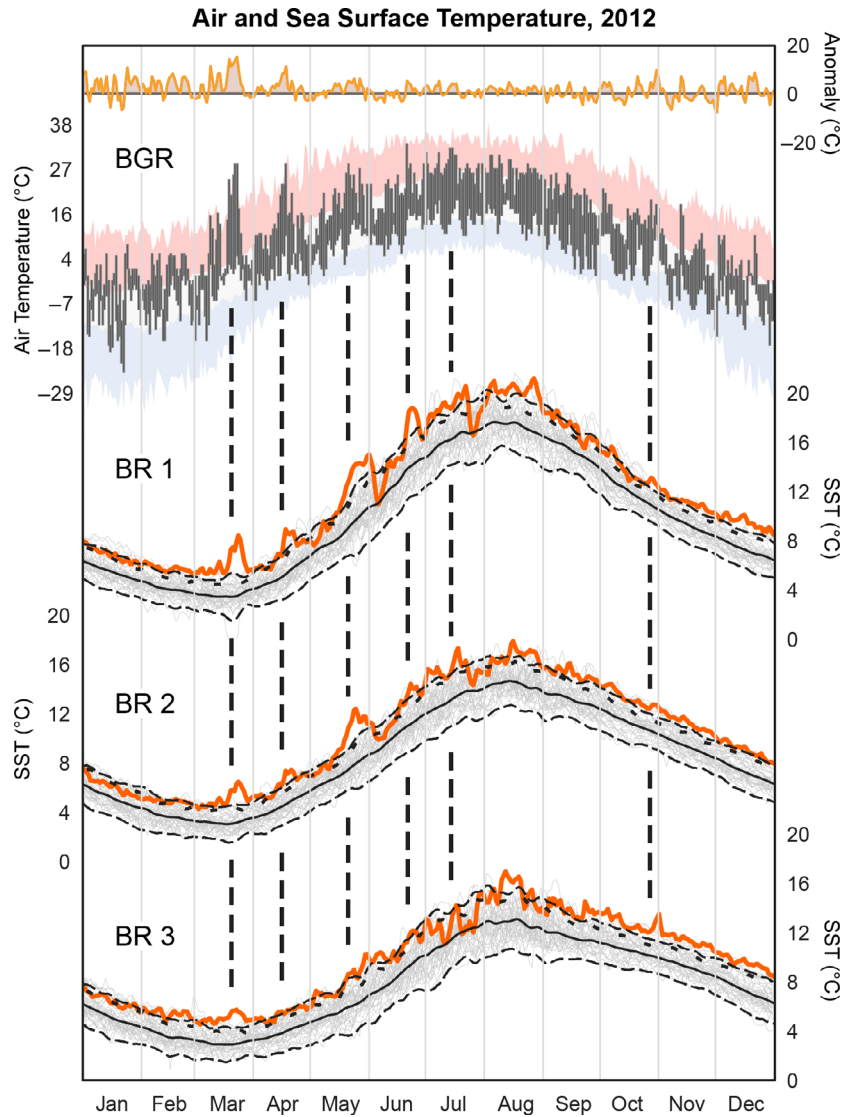 Air and Sea Surface Temperature, 2012
20
0
−20
Anomaly (°C)
38
27
16
4
−7
−18
−29
Air Temperature (°C)
BGR
BR 1
20
16
12
8
4
0
SST (°C)
20
16
12
8
4
0
SST (°C)
BR 2
BR 3
20
16
12
8
4
0
SST (°C)
Jan Feb Mar Apr May Jun Jul Aug Sep Oct Nov Dec